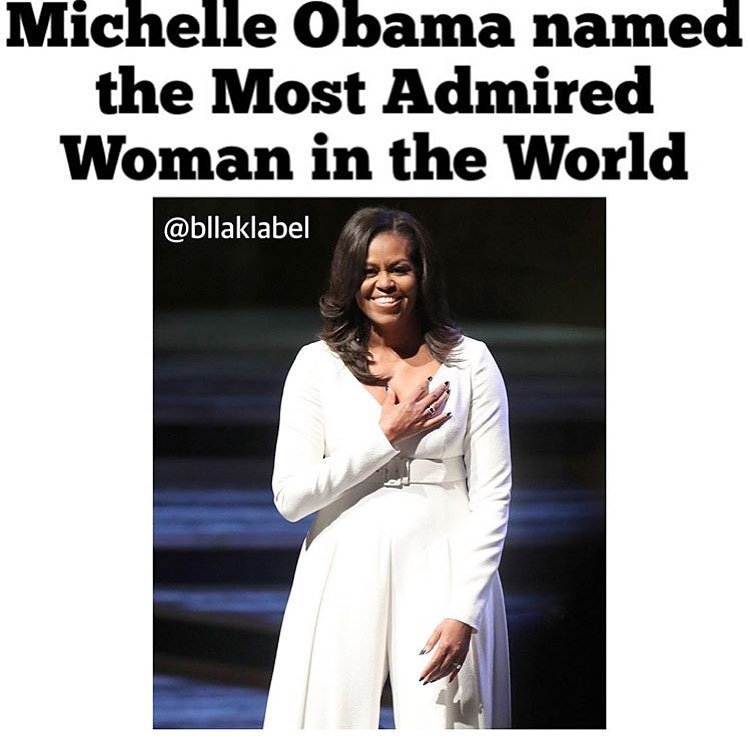 Michelle Obama named
the Most Admired
Woman in the World
@bllaklabel